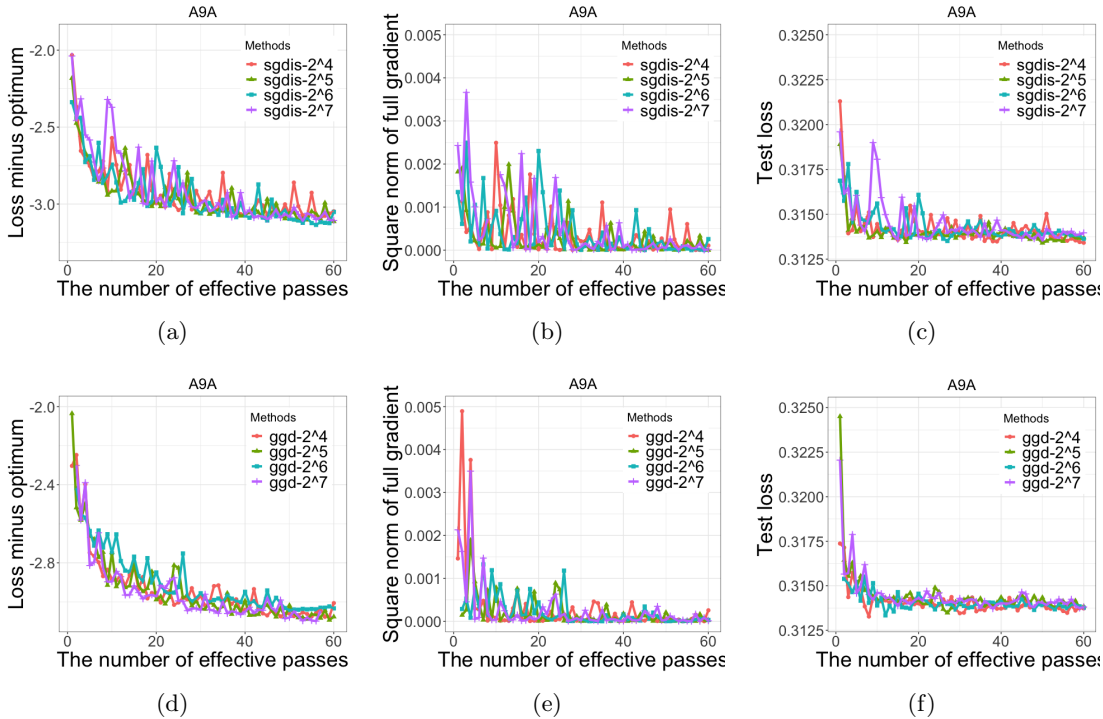 A9A
Loss minus optimum
-2.0
-2.5
-3.0
Methods
sgdis-2^4
sgdis-2^5
sgdis-2^6
sgdis-2^7
0 20 40 60
The number of effective passes
(a)
A9A
Square norm of full gradient
0.005
0.004
0.003
0.002
0.001
0.000
Methods
sgdis-2^4
sgdis-2^5
sgdis-2^6
sgdis-2^7
0 20 40 60
The number of effective passes
(b)
A9A
Test loss
0.3250
0.3225
0.3200
0.3175
0.3150
0.3125
Methods
sgdis-2^4
sgdis-2^5
sgdis-2^6
sgdis-2^7
0 20 40 60
The number of effective passes
(c)
A9A
Loss minus optimum
-2.0
-2.4
-2.8
Methods
ggd-2^4
ggd-2^5
ggd-2^6
ggd-2^7
0 20 40 60
The number of effective passes
(d)
A9A
Square norm of full gradient
0.005
0.004
0.003
0.002
0.001
0.000
Methods
ggd-2^4
ggd-2^5
ggd-2^6
ggd-2^7
0 20 40 60
The number of effective passes
(e)
A9A
Test loss
0.3250
0.3225
0.3200
0.3175
0.3150
0.3125
Methods
ggd-2^4
ggd-2^5
ggd-2^6
ggd-2^7
0 20 40 60
The number of effective passes
(f)